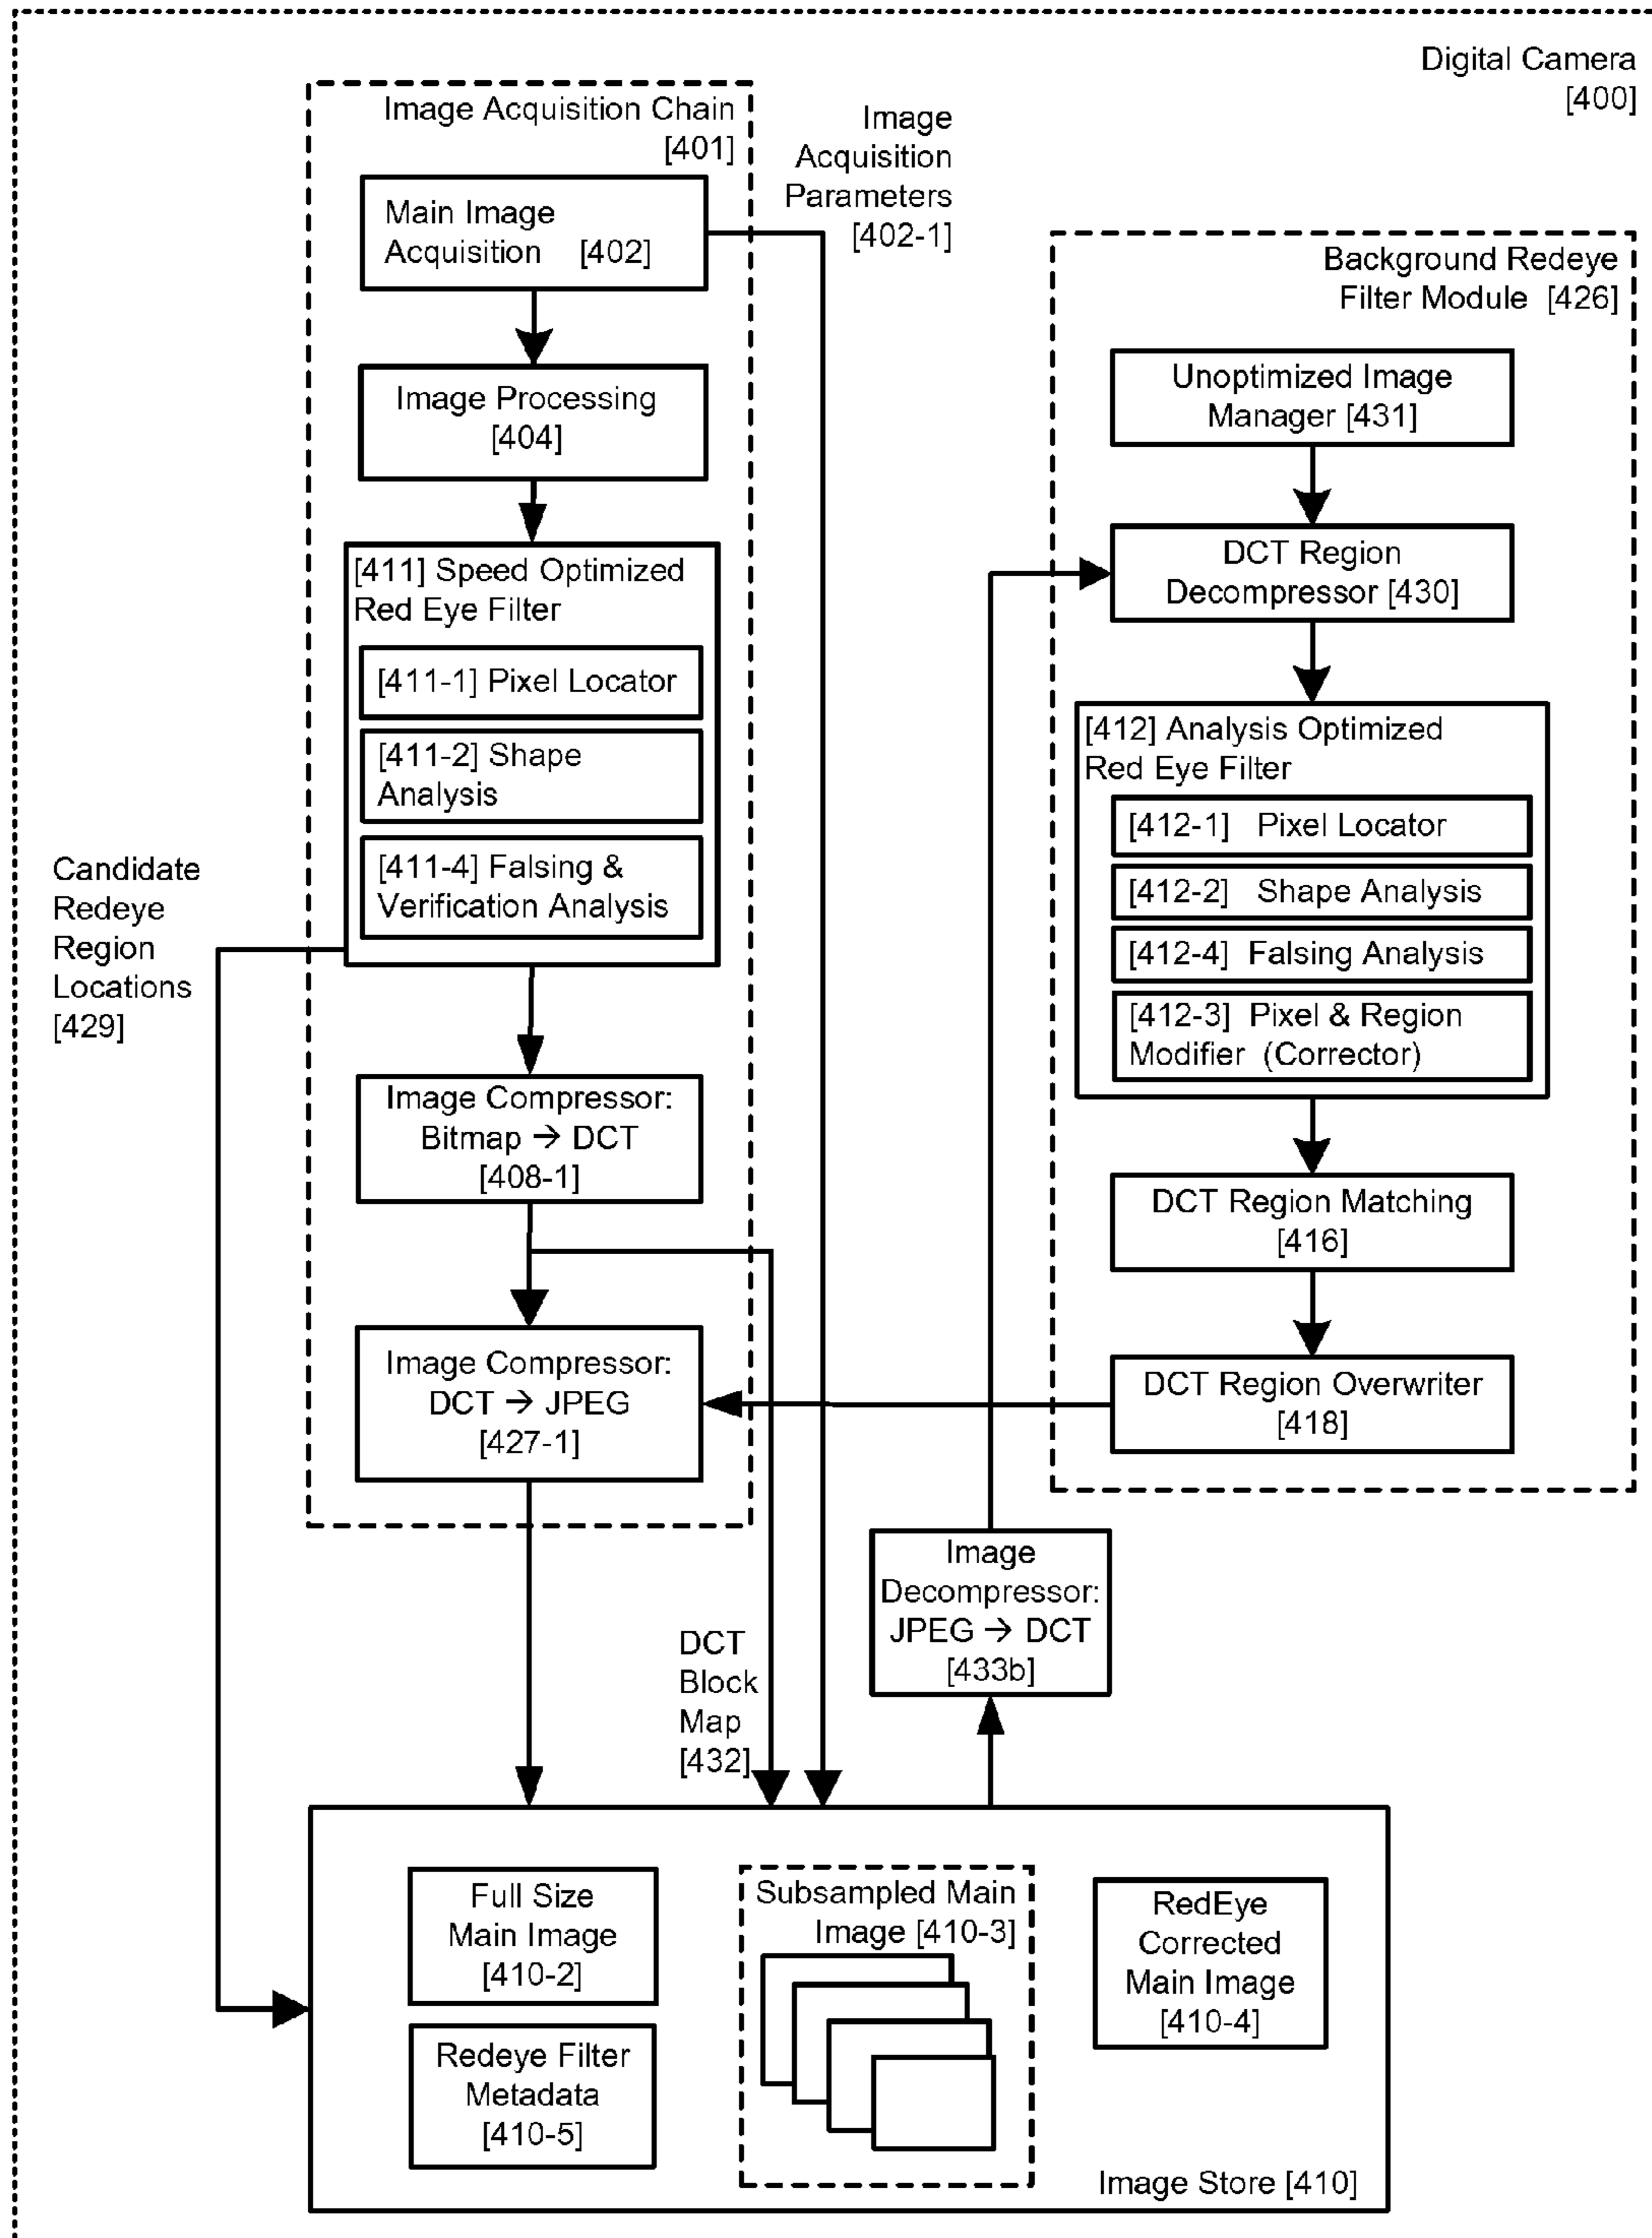 Digital Camera
[400]
Image Acquisition Chain
[401]
Main Image
Acquisition [402]
Image Processing
[404]
[411] Speed Optimized
Red Eye Filter
[411-1] Pixel Locator
[411-2] Shape
Analysis
[411-4] Falsing &
Verification Analysis
Image Compressor:
Bitmap → DCT
[408-1]
Image Compressor:
DCT → JPEG
[427-1]
Image
Acquisition
Parameters
[402-1]
Background Redeye
Filter Module [426]
Unoptimized Image
Manager [431]
DCT Region
Decompressor [430]
[412] Analysis Optimized
Red Eye Filter
[412-1] Pixel Locator
[412-2] Shape Analysis
[412-4] Falsing Analysis
[412-3] Pixel & Region
Modifier (Corrector)
DCT Region Matching
[416]
DCT Region Overwriter
[418]
Candidate
Redeye
Region
Locations
[429]
Image
Decompressor:
JPEG → DCT
[433b]
DCT
Block
Map
[432]
Full Size
Main Image
[410-2]
Redeye Filter
Metadata
[410-5]
Subsampled Main
Image [410-3]
RedEye
Corrected
Main Image
[410-4]
Image Store [410]